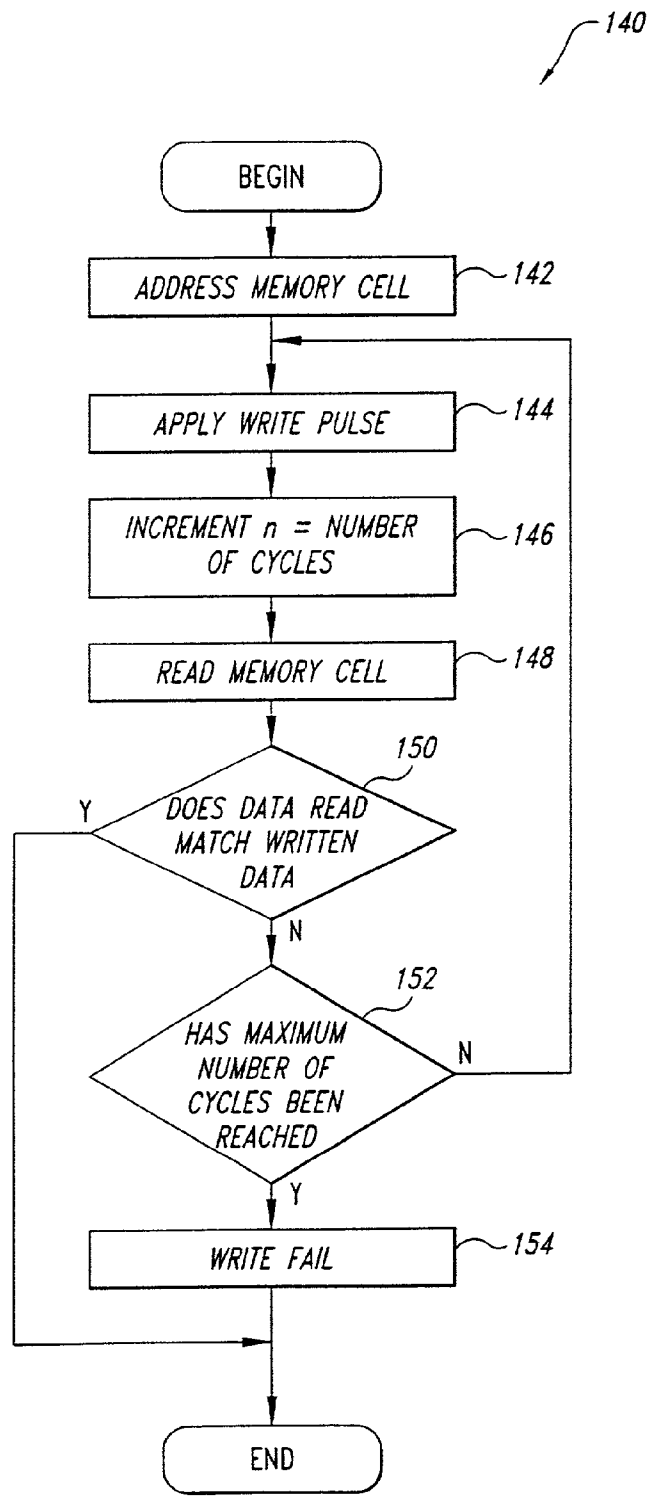 140
BEGIN
ADDRESS MEMORY CELL
142
APPLY WRITE PULSE
144
INCREMENT n = NUMBER
OF CYCLES
146
READ MEMORY CELL
148
150
Y
DOES DATA READ
MATCH WRITTEN
DATA
N
152
HAS MAXIMUM
NUMBER OF
CYCLES BEEN
REACHED
N
Y
WRITE FAIL
154
END